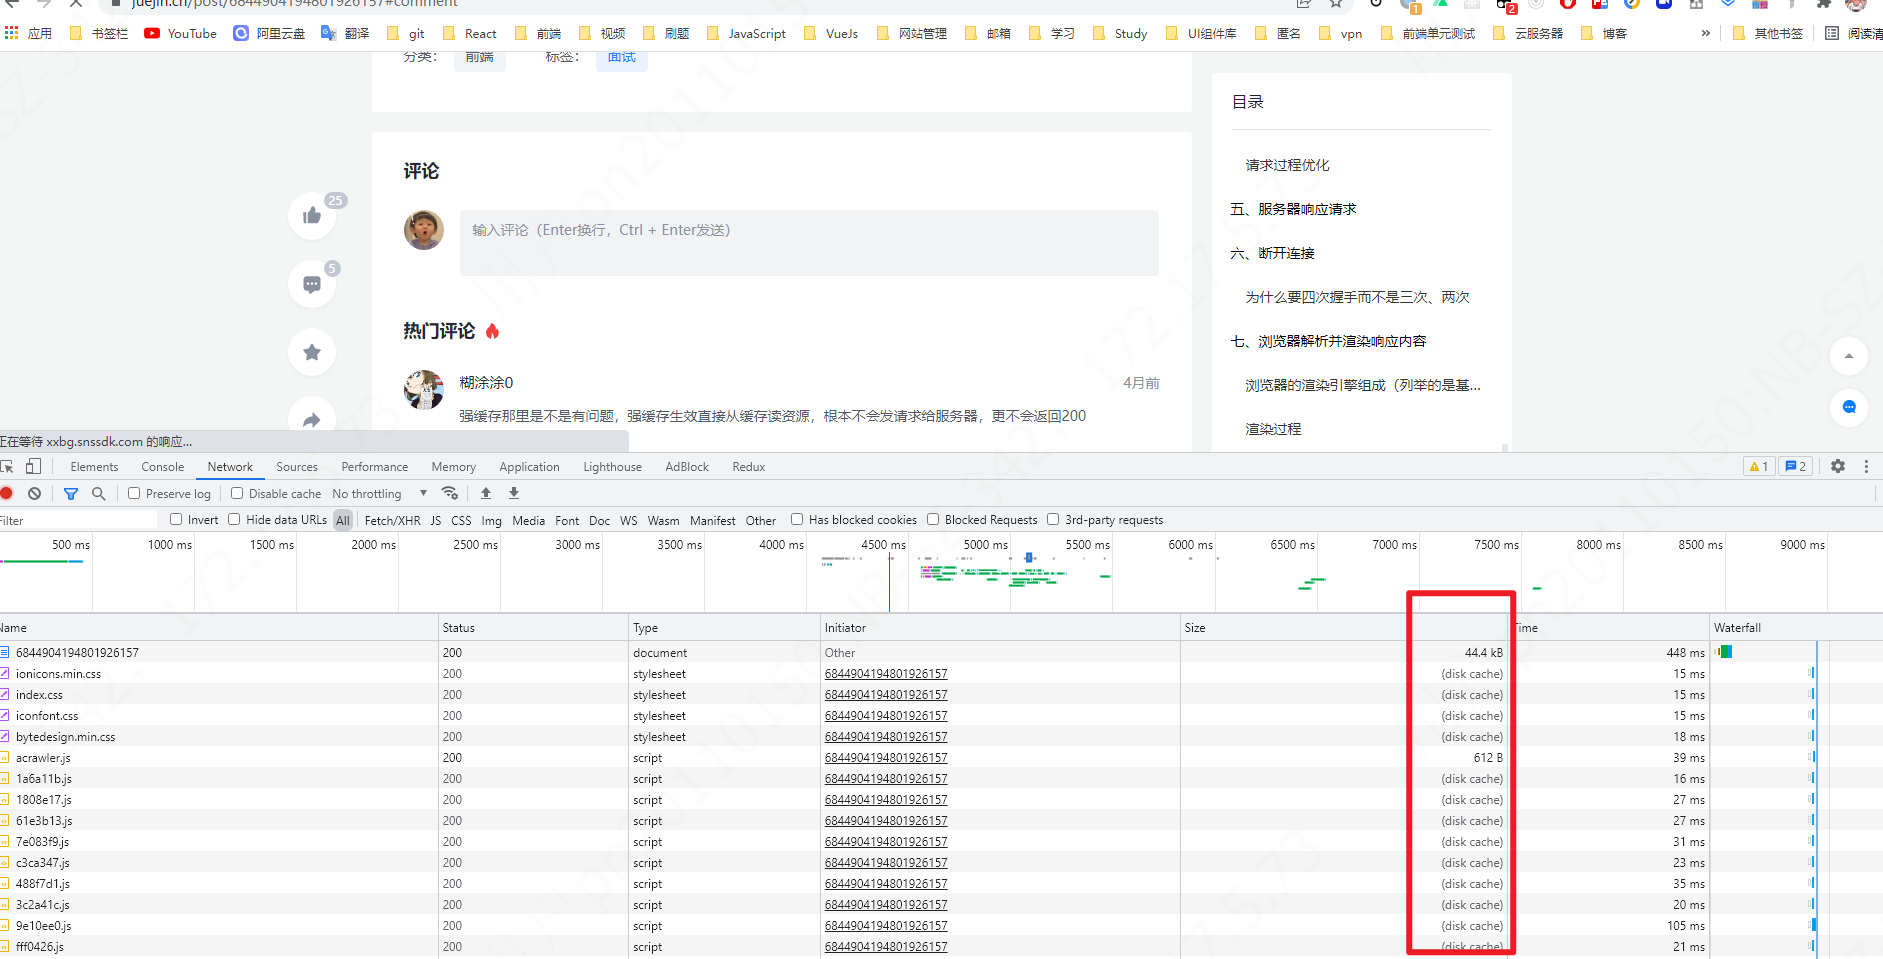 juejin.cn/post/6844904194801926157#comment
1 2
应用 书签栏 YouTube 阿里云盘 翻译 git React 前端 视频 刷题 JavaScript VueJs 网站管理 邮箱 学习 Study UI组件库 匿名 vpn 前端单元测试 云服务器 博客 » 其他书签 阅读清
分类： 前端 标签： 面试
目录
请求过程优化
五、服务器响应请求
六、断开连接
为什么要四次握手而不是三次、两次
七、浏览器解析并渲染响应内容
浏览器的渲染引擎组成（列举的是基...
渲染过程
25
5
评论
输入评论（Enter换行，Ctrl + Enter发送）
热门评论
糊涂涂0 4月前
强缓存那里是不是有问题，强缓存生效直接从缓存读资源，根本不会发请求给服务器，更不会返回200
正在等待 xxbg.snssdk.com 的响应...
Elements Console Network Sources Performance Memory Application Lighthouse AdBlock Redux 1 2
Preserve log Disable cache No throttling
Filter Invert Hide data URLs All Fetch/XHR JS CSS Img Media Font Doc WS Wasm Manifest Other Has blocked cookies Blocked Requests 3rd-party requests
500 ms 1000 ms 1500 ms 2000 ms 2500 ms 3000 ms 3500 ms 4000 ms 4500 ms 5000 ms 5500 ms 6000 ms 6500 ms 7000 ms 7500 ms 8000 ms 8500 ms 9000 ms
Name Status Type Initiator Size Time Waterfall
6844904194801926157 200 document Other 44.4 kB 448 ms
ionicons.min.css 200 stylesheet 6844904194801926157 (disk cache) 15 ms
index.css 200 stylesheet 6844904194801926157 (disk cache) 15 ms
iconfont.css 200 stylesheet 6844904194801926157 (disk cache) 15 ms
bytedesign.min.css 200 stylesheet 6844904194801926157 (disk cache) 18 ms
acrawler.js 200 script 6844904194801926157 612 B 39 ms
1a6a11b.js 200 script 6844904194801926157 (disk cache) 16 ms
1808e17.js 200 script 6844904194801926157 (disk cache) 27 ms
61e3b13.js 200 script 6844904194801926157 (disk cache) 27 ms
7e083f9.js 200 script 6844904194801926157 (disk cache) 31 ms
c3ca347.js 200 script 6844904194801926157 (disk cache) 23 ms
488f7d1.js 200 script 6844904194801926157 (disk cache) 35 ms
3c2a41c.js 200 script 6844904194801926157 (disk cache) 20 ms
9e10ee0.js 200 script 6844904194801926157 (disk cache) 105 ms
fff0426.js 200 script 6844904194801926157 (disk cache) 21 ms